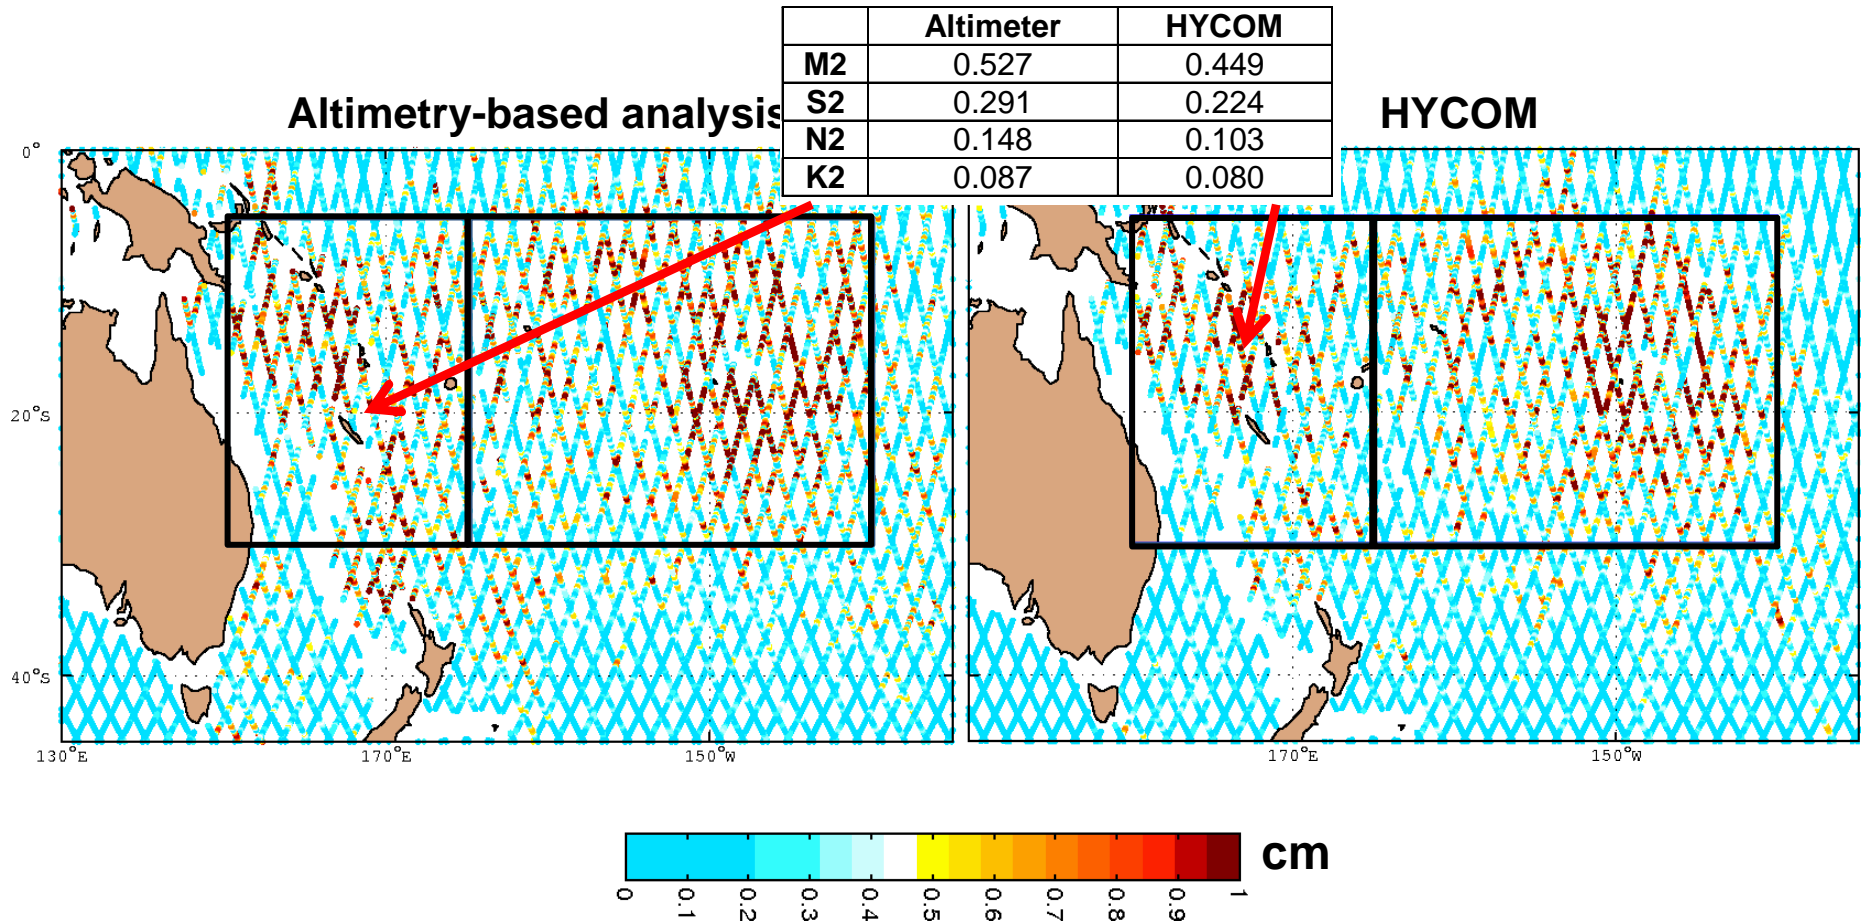 Altimeter HYCOM
M2 0.527 0.449
S2 0.291 0.224
N2 0.148 0.103
K2 0.087 0.080
Altimetry-based analysis HYCOM
0°
20°S
40°S
130°E 170°E 150°W 170°E 150°W
cm
0 0.1 0.2 0.3 0.4 0.5 0.6 0.7 0.8 0.9 1